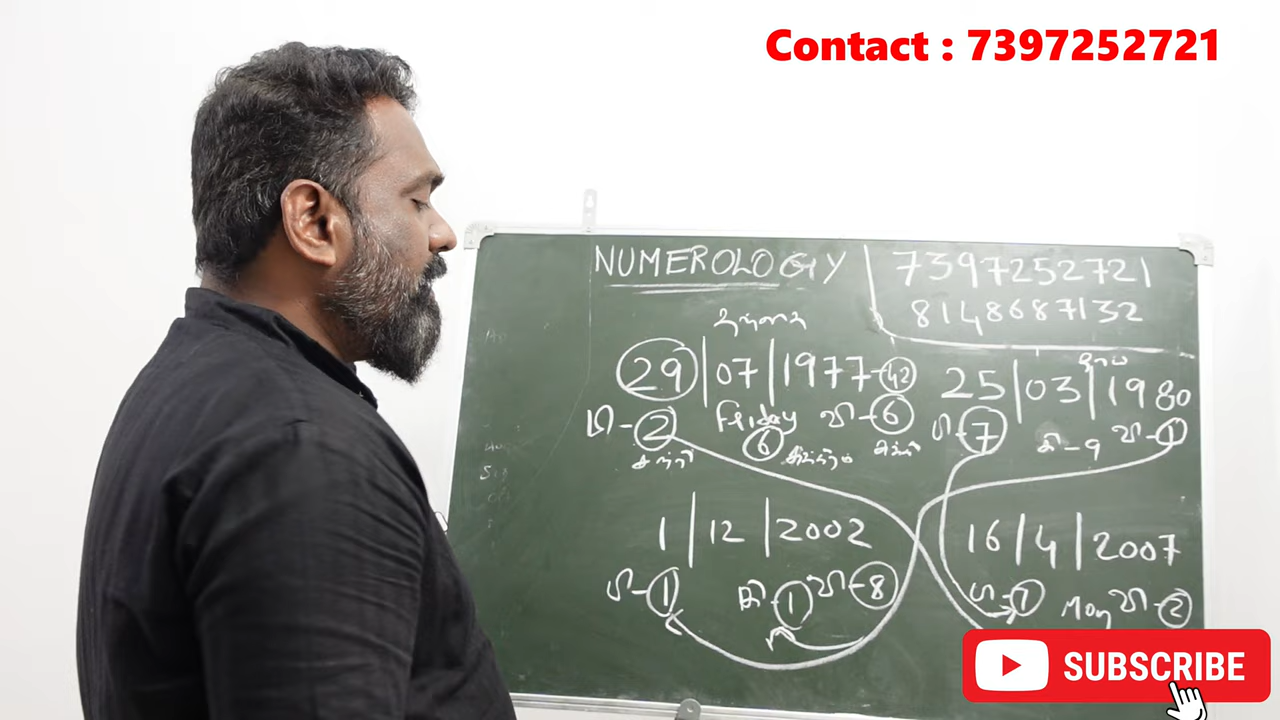 Contact : 7397252721
NUMEROLOGY
7397252721
8148687132
29 | 07 | 1977 - 42
25 | 03 | 1980
பி - 2 Friday வி - 6
6
பி - 7 கி - 9 வி - 1
1 | 12 | 2002
16 | 4 | 2007
பி - 1 கி - 1 வி - 8
பி - 7 Mon வி - 2
SUBSCRIBE